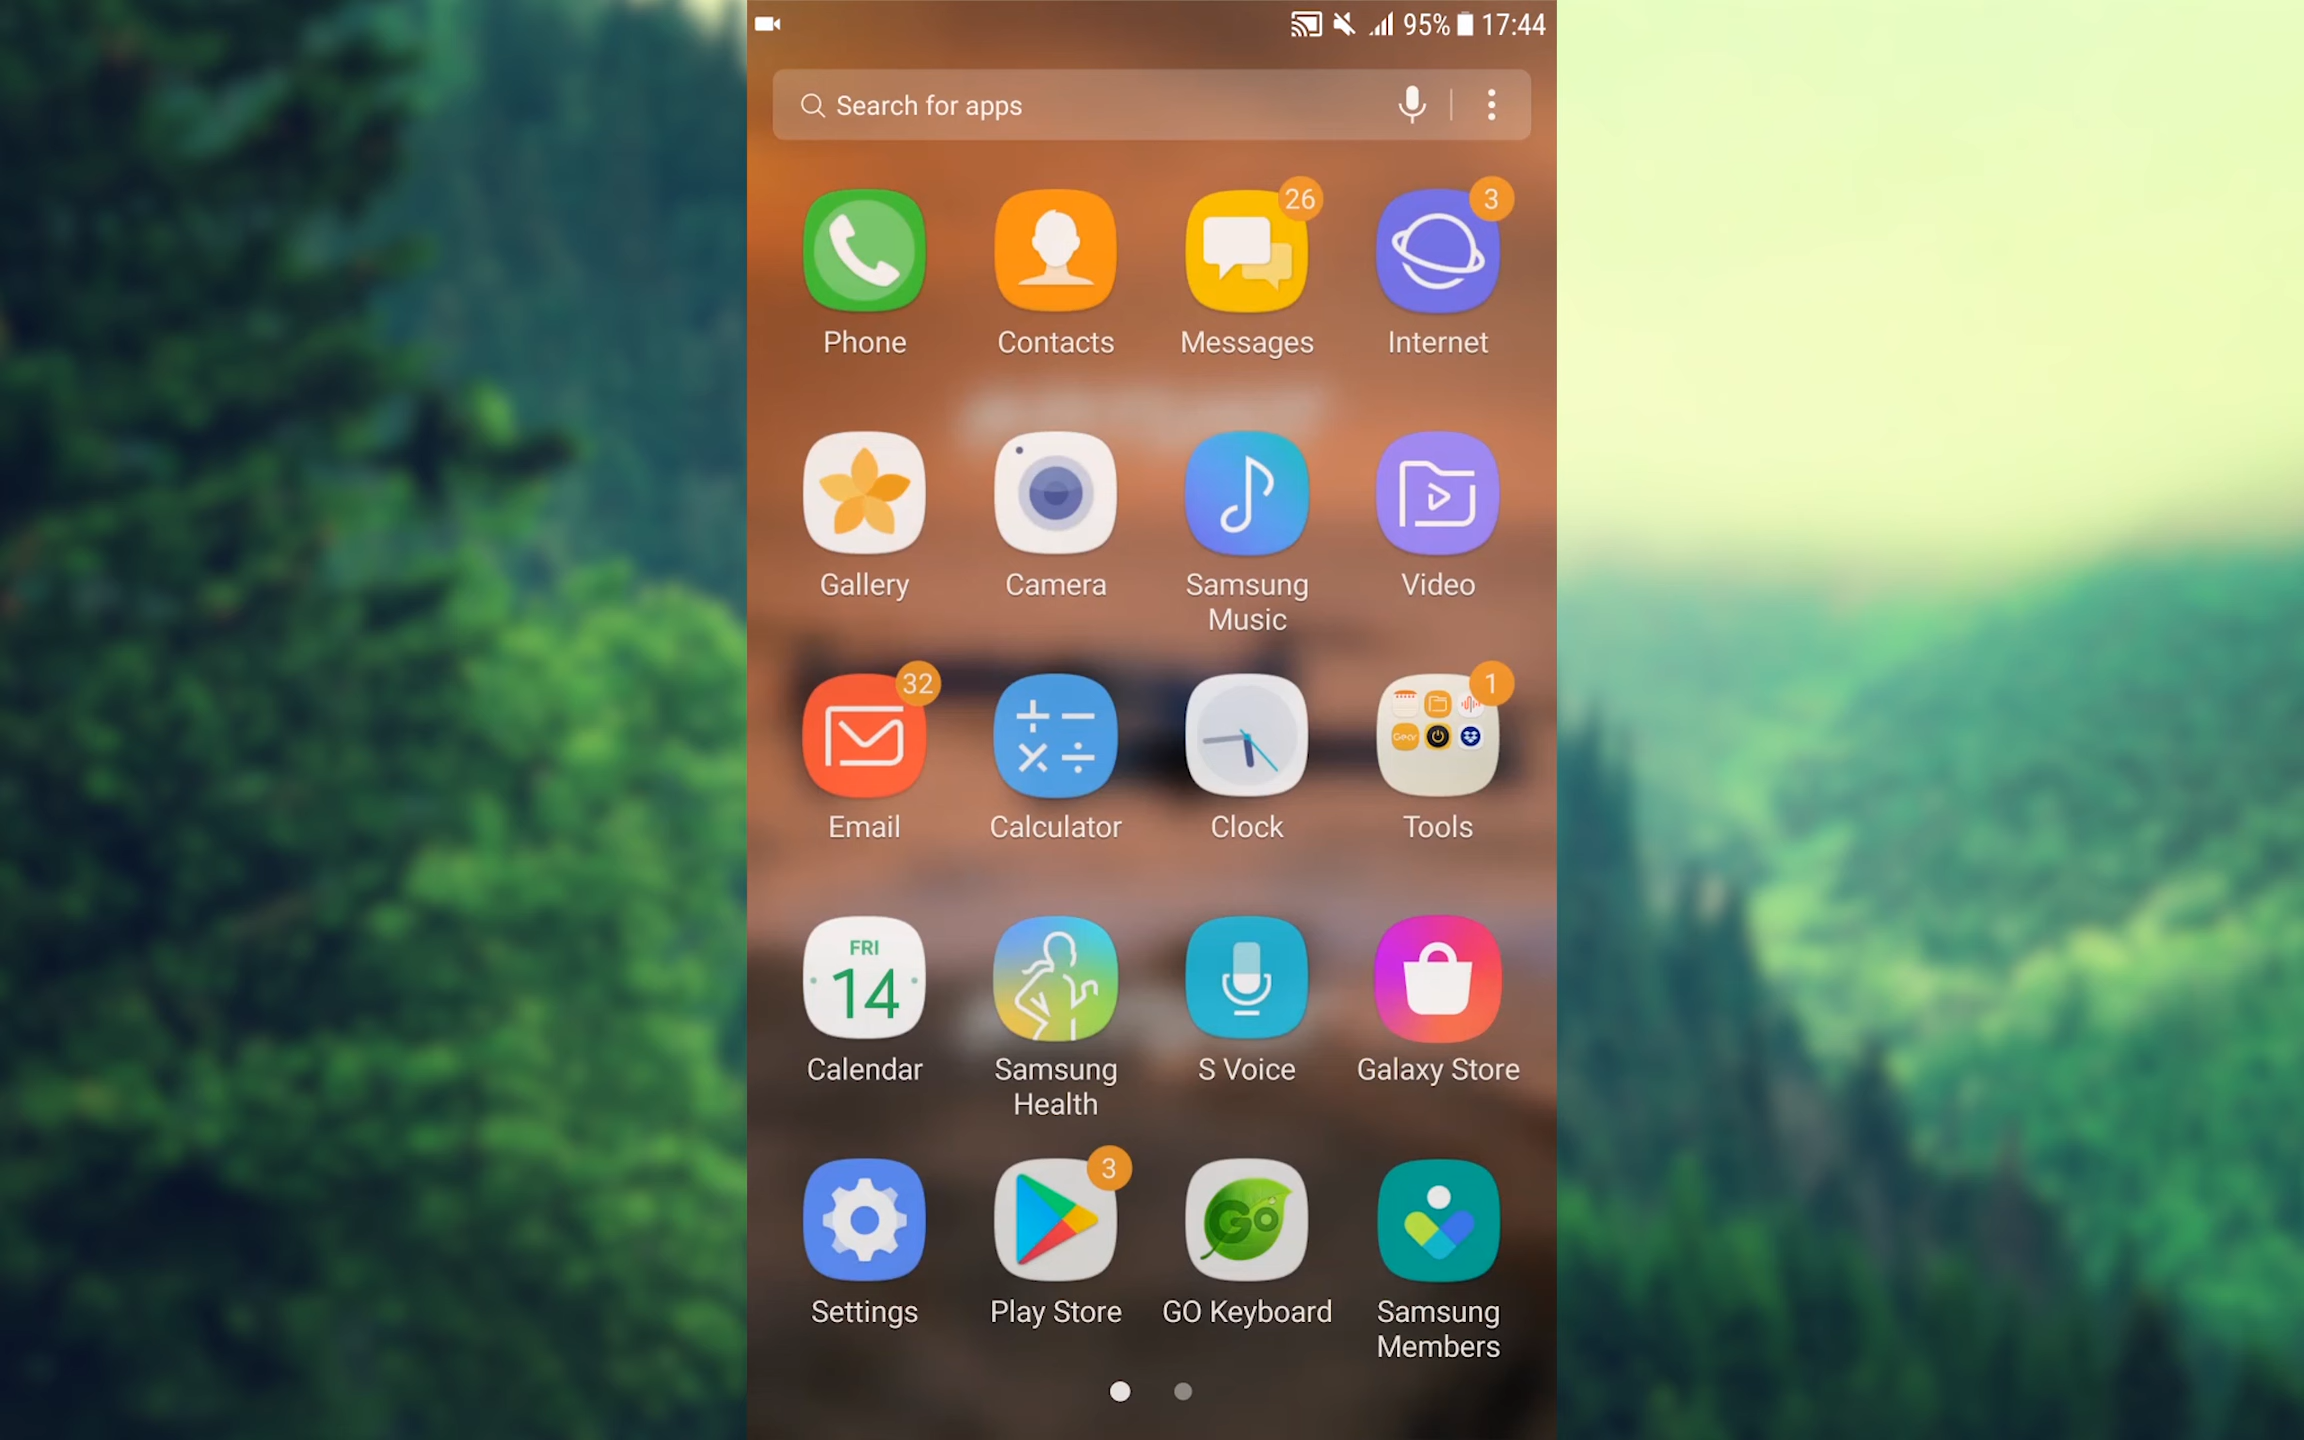 95% 17:44
Search for apps
26 3
Phone Contacts Messages Internet
Gallery Camera Samsung Music Video
32 1
Email Calculator Clock Tools
FRI
14
Calendar Samsung Health S Voice Galaxy Store
3
GO
Settings Play Store GO Keyboard Samsung Members